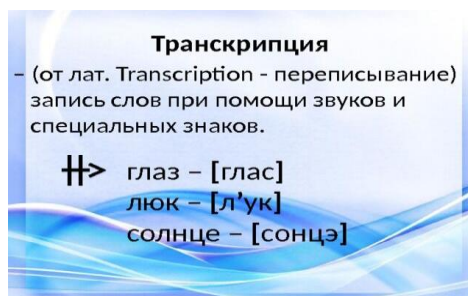 Транскрипция
– (от лат. Transcription - переписывание)
запись слов при помощи звуков и
специальных знаков.
глаз – [глас]
люк – [л’ук]
солнце – [сонцэ]